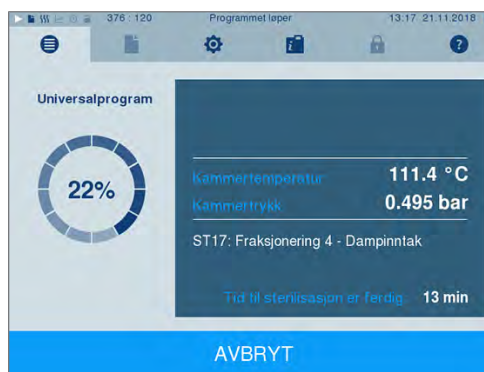 376 : 120 Programmet løper 13:17 21.11.2018
Universalprogram
22%
Kammertemperatur 111.4 °C
Kammertrykk 0.495 bar
ST17: Fraksjonering 4 - Dampinntak
Tid til sterilisasjon er ferdig: 13 min
AVBRYT